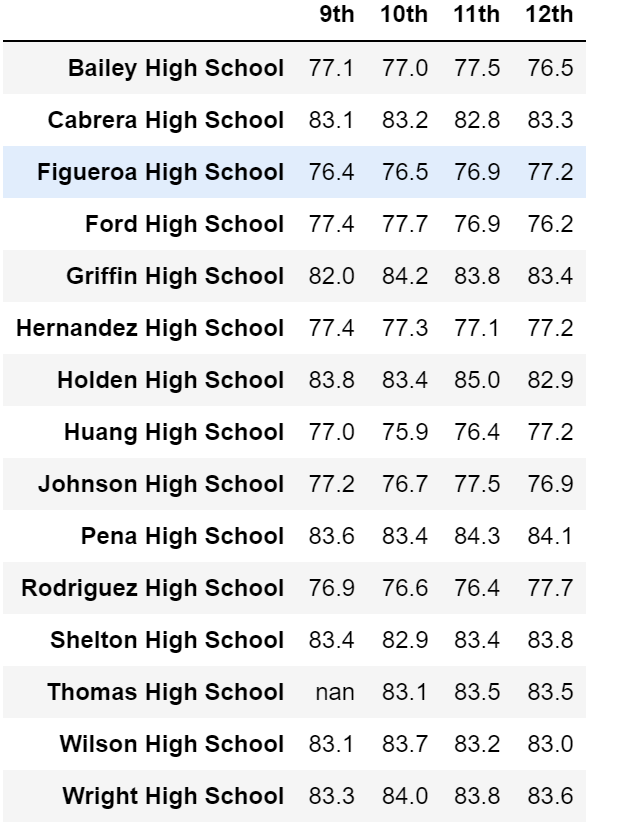 9th 10th 11th 12th
Bailey High School 77.1 77.0 77.5 76.5
Cabrera High School 83.1 83.2 82.8 83.3
Figueroa High School 76.4 76.5 76.9 77.2
Ford High School 77.4 77.7 76.9 76.2
Griffin High School 82.0 84.2 83.8 83.4
Hernandez High School 77.4 77.3 77.1 77.2
Holden High School 83.8 83.4 85.0 82.9
Huang High School 77.0 75.9 76.4 77.2
Johnson High School 77.2 76.7 77.5 76.9
Pena High School 83.6 83.4 84.3 84.1
Rodriguez High School 76.9 76.6 76.4 77.7
Shelton High School 83.4 82.9 83.4 83.8
Thomas High School nan 83.1 83.5 83.5
Wilson High School 83.1 83.7 83.2 83.0
Wright High School 83.3 84.0 83.8 83.6